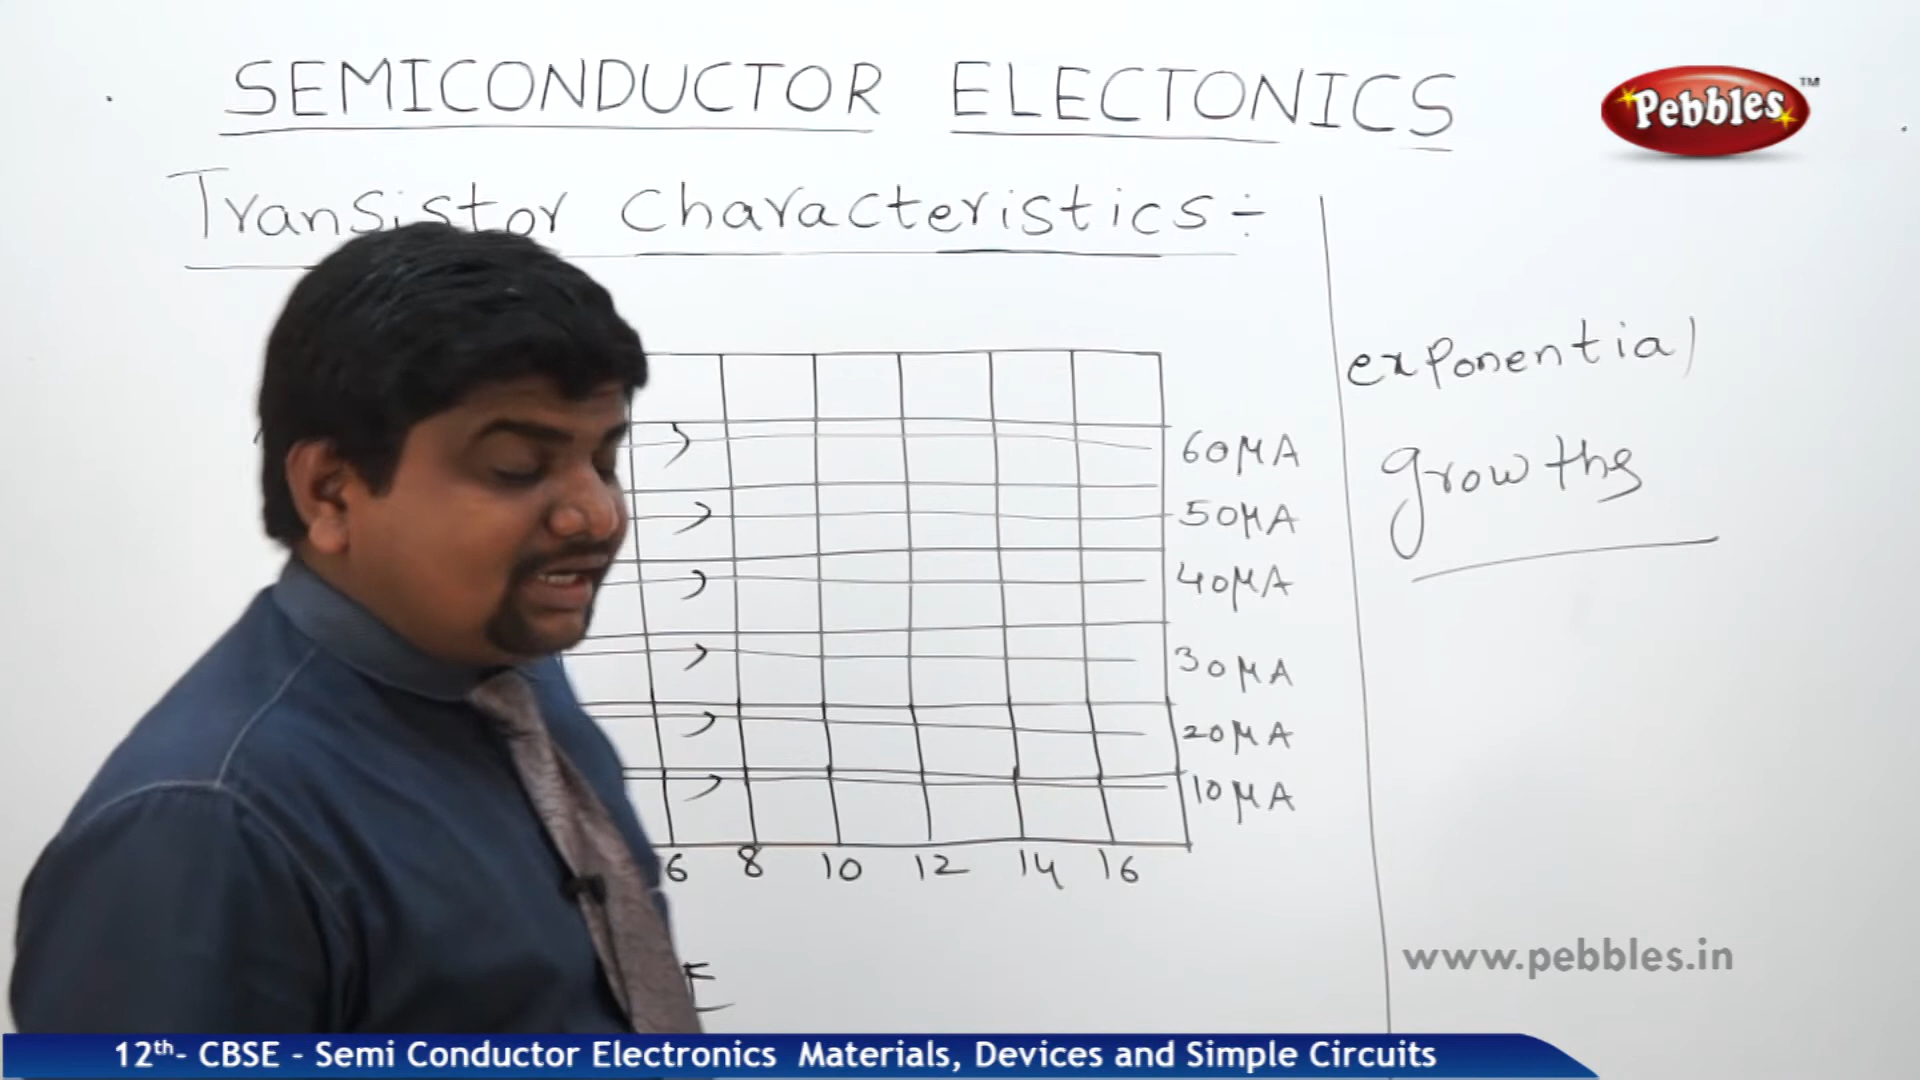 SEMICONDUCTOR ELECTONICS
Pebbles™
Transistor Characteristics:-
exponential
growths
60μA
50μA
40μA
30μA
20μA
10μA
6 8 10 12 14 16
E
www.pebbles.in
12th- CBSE - Semi Conductor Electronics Materials, Devices and Simple Circuits